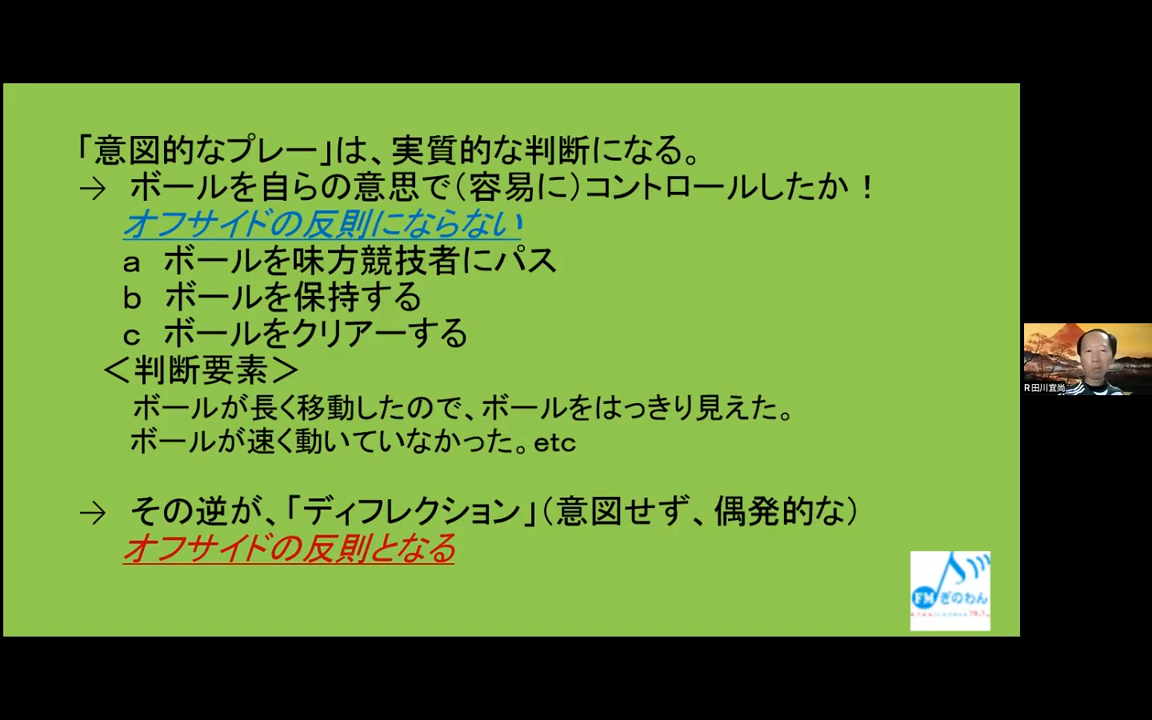 「意図的なプレー」は、実質的な判断になる。
→ ボールを自らの意思で（容易に）コントロールしたか！
オフサイドの反則にならない
a ボールを味方競技者にパス
b ボールを保持する
c ボールをクリアーする
＜判断要素＞
ボールが長く移動したので、ボールをはっきり見えた。
ボールが速く動いていなかった。etc
→ その逆が、「ディフレクション」（意図せず、偶発的な）
オフサイドの反則となる
FMぎのわん
R田川宜尚